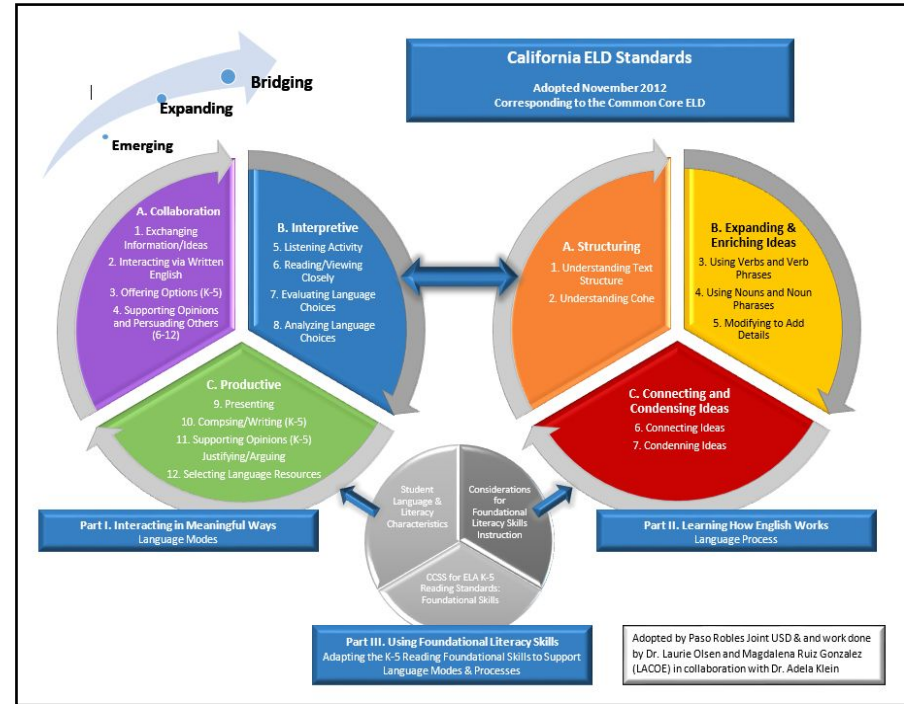 California ELD Standards
Adopted November 2012
Corresponding to the Common Core ELD
Bridging
Expanding
Emerging
A. Collaboration
1. Exchanging
Information/Ideas
2. Interacting via Written
English
3. Offering Options (K-5)
4. Supporting Opinions
and Persuading Others
(6-12)
B. Interpretive
5. Listening Activity
6. Reading/Viewing
Closely
7. Evaluating Language
Choices
8. Analyzing Language
Choices
C. Productive
9. Presenting
10. Compsing/Writing (K-5)
11. Supporting Opinions (K-5)
Justifying/Arguing
12. Selecting Language Resources
Part I. Interacting in Meaningful Ways
Language Modes
A. Structuring
1. Understanding Text
Structure
2. Understanding Cohe
B. Expanding &
Enriching Ideas
3. Using Verbs and Verb
Phrases
4. Using Nouns and Noun
Pharases
5. Modifying to Add
Details
C. Connecting and
Condensing Ideas
6. Connecting Ideas
7. Condenning Ideas
Part II. Learning How English Works
Language Process
Student
Language &
Literacy
Characteristics
Considerations
for
Foundational
Literacy Skills
Instruction
CCSS for ELA K-5
Reading Standards:
Foundational Skills
Part III. Using Foundational Literacy Skills
Adapting the K-5 Reading Foundational Skills to Support
Language Modes & Processes
Adopted by Paso Robles Joint USD & and work done
by Dr. Laurie Olsen and Magdalena Ruiz Gonzalez
(LACOE) in collaboration with Dr. Adela Klein